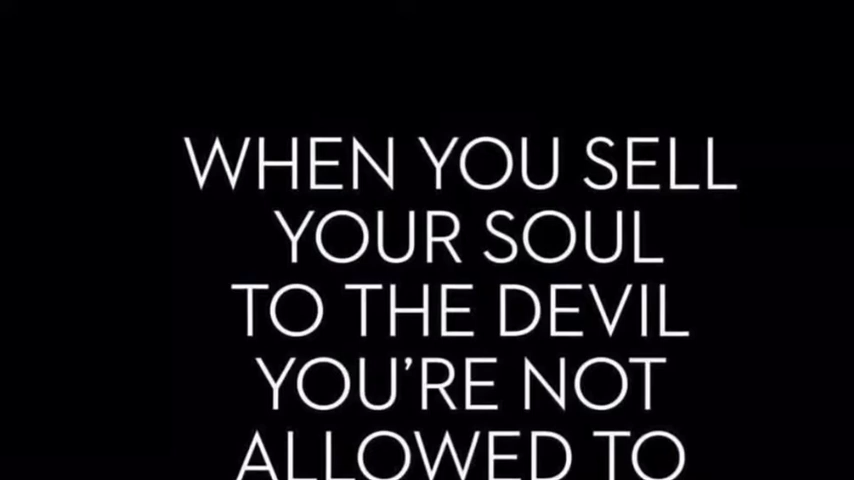 WHEN YOU SELL
YOUR SOUL
TO THE DEVIL
YOU'RE NOT
ALLOWED TO